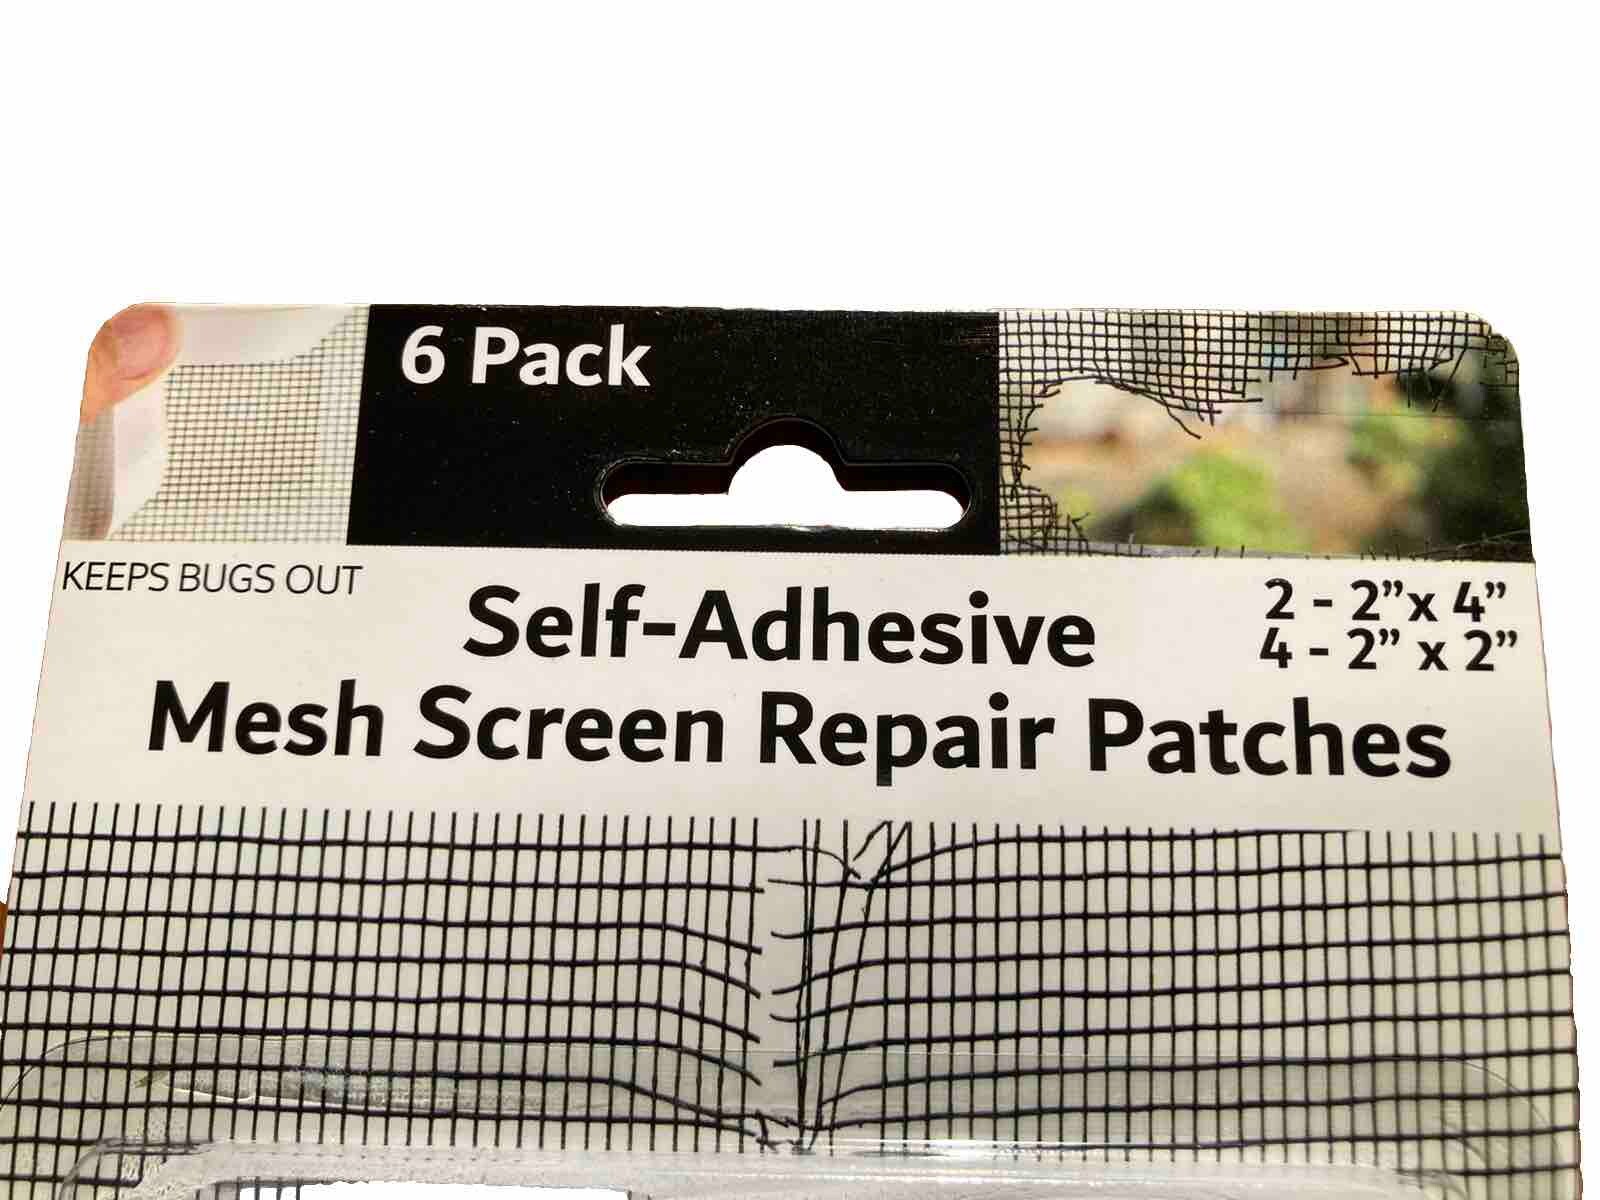 6 Pack
KEEPS BUGS OUT
Self-Adhesive
Mesh Screen Repair Patches
2 - 2”x 4”
4 - 2” x 2”